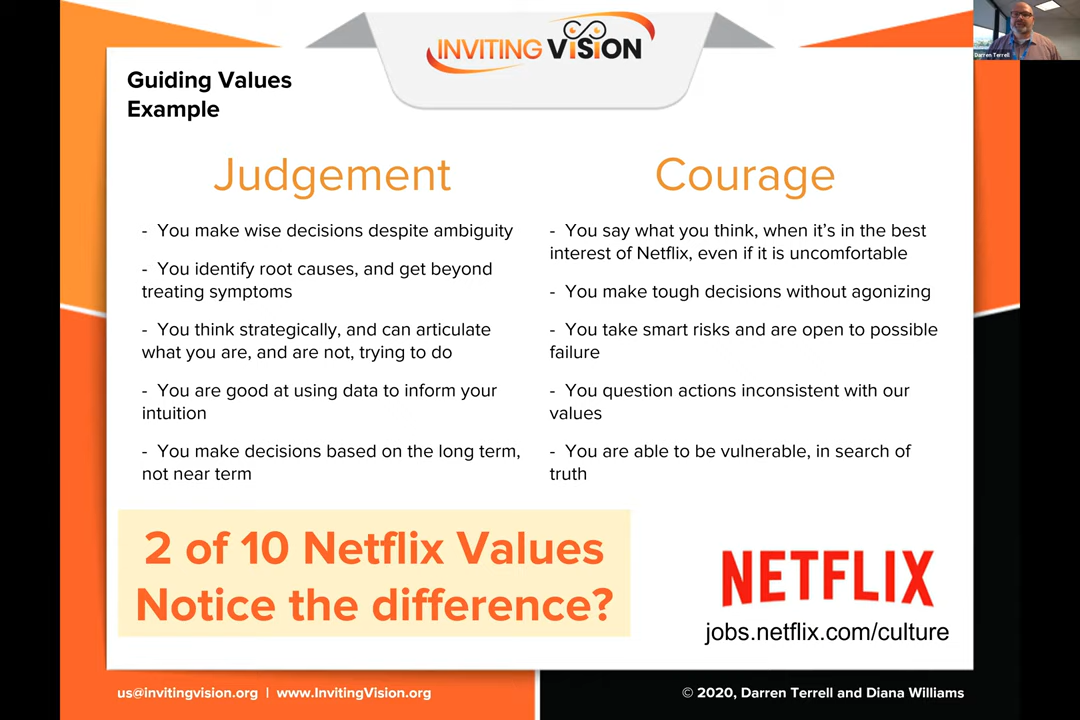 INVITING VISION
Darren Terrell
Guiding Values
Example
Judgement
- You make wise decisions despite ambiguity
- You identify root causes, and get beyond
treating symptoms
- You think strategically, and can articulate
what you are, and are not, trying to do
- You are good at using data to inform your
intuition
- You make decisions based on the long term,
not near term
Courage
- You say what you think, when it’s in the best
interest of Netflix, even if it is uncomfortable
- You make tough decisions without agonizing
- You take smart risks and are open to possible
failure
- You question actions inconsistent with our
values
- You are able to be vulnerable, in search of
truth
2 of 10 Netflix Values
Notice the difference?
NETFLIX
jobs.netflix.com/culture
us@invitingvision.org | www.InvitingVision.org
© 2020, Darren Terrell and Diana Williams